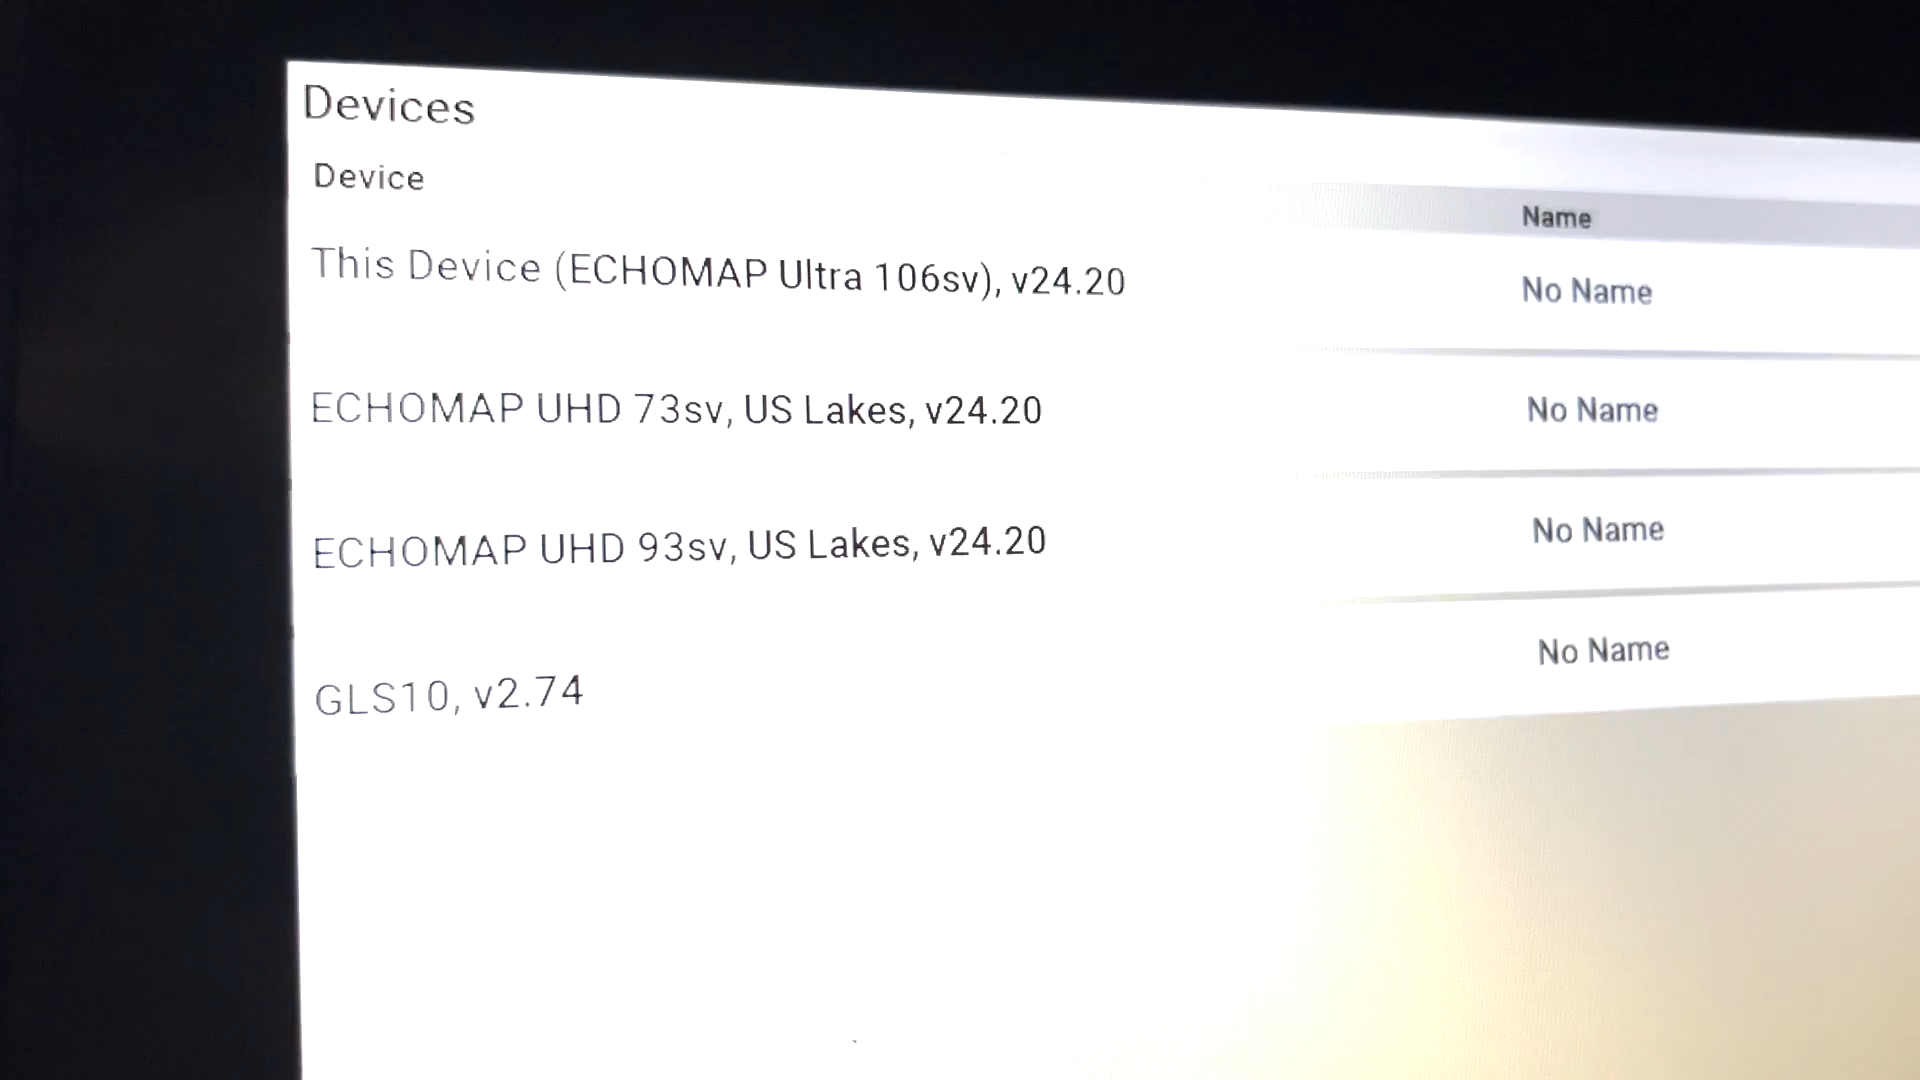 Devices
Device Name
This Device (ECHOMAP Ultra 106sv), v24.20 No Name
ECHOMAP UHD 73sv, US Lakes, v24.20 No Name
ECHOMAP UHD 93sv, US Lakes, v24.20 No Name
GLS10, v2.74 No Name